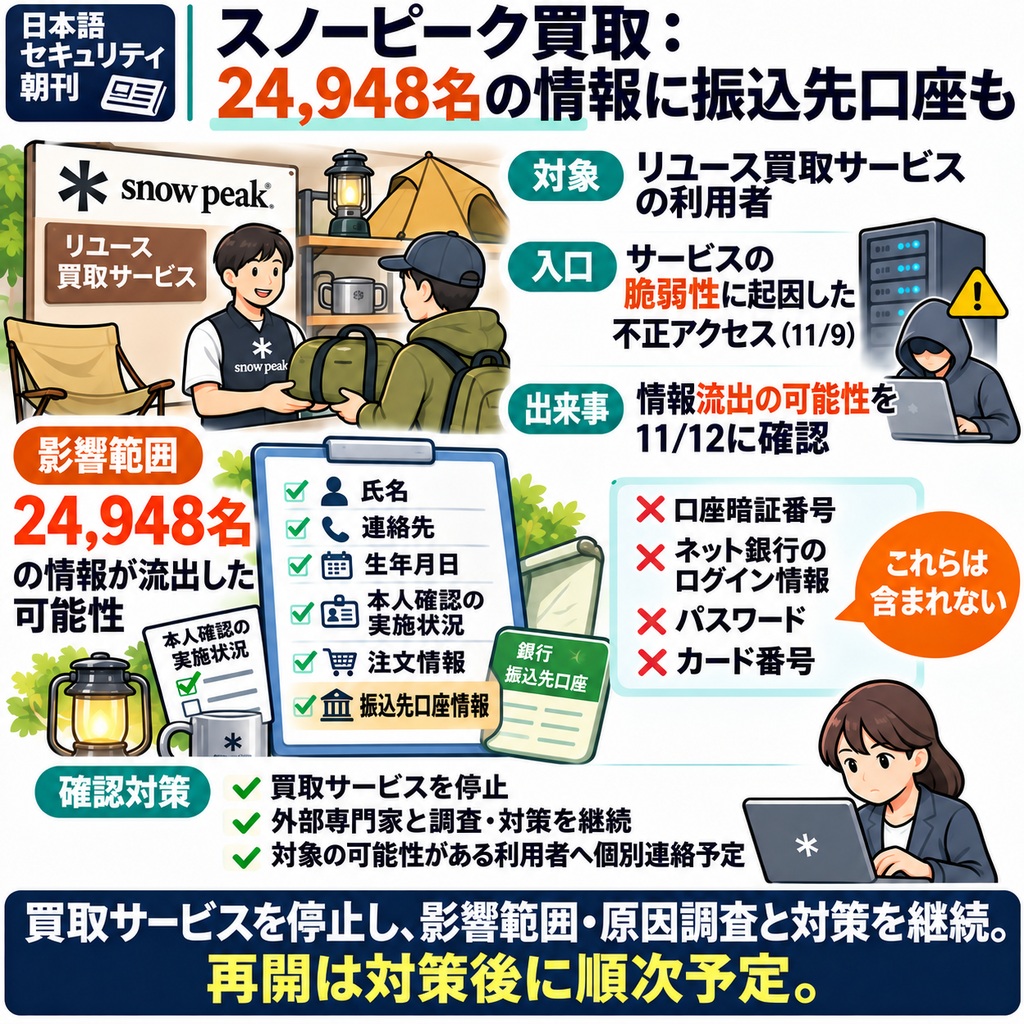 日本語
セキュリティ
朝刊
スノーピーク買取：
24,948名の情報に振込先口座も
snow peak®
リユース
買取サービス
snow peak
対象
リユース買取サービス
の利用者
入口
サービスの
脆弱性に起因した
不正アクセス(11/9)
出来事
情報流出の可能性を
11/12に確認
影響範囲
24,948名
の情報が流出した
可能性
本人確認の
実施状況
氏名
連絡先
生年月日
本人確認の
実施状況
注文情報
振込先口座情報
銀行
振込先口座
口座暗証番号
ネット銀行の
ログイン情報
パスワード
カード番号
これらは
含まれない
確認対策
買取サービスを停止
外部専門家と調査・対策を継続
対象の可能性がある利用者へ個別連絡予定
買取サービスを停止し、影響範囲・原因調査と対策を継続。
再開は対策後に順次予定。